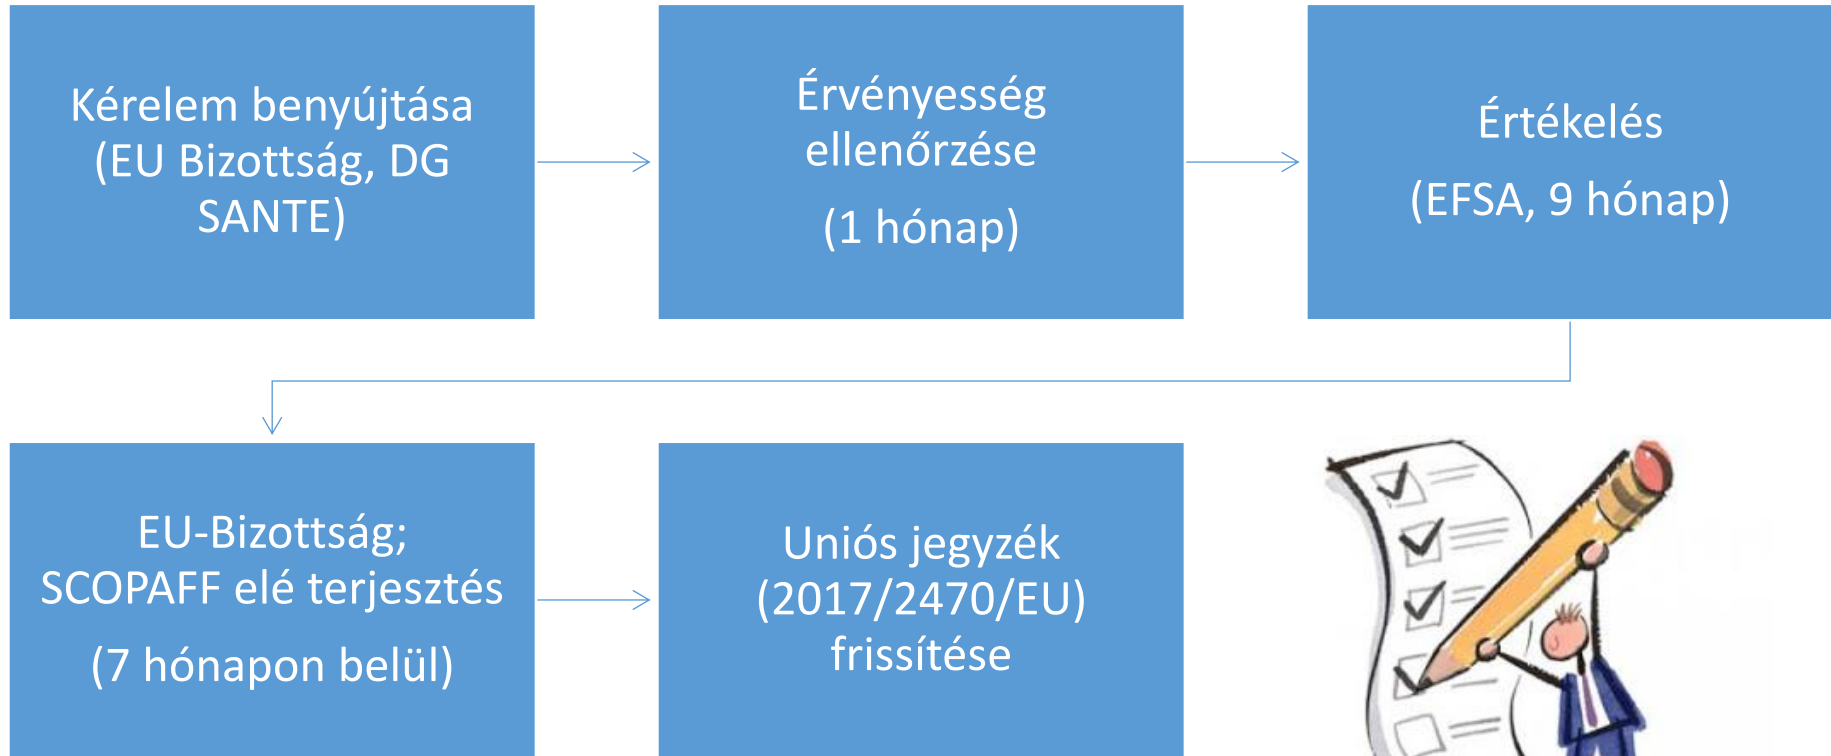 Kérelem benyújtása
(EU Bizottság, DG
SANTE)
Érvényesség
ellenőrzése
(1 hónap)
Értékelés
(EFSA, 9 hónap)
EU-Bizottság;
SCOPAFF elé terjesztés
(7 hónapon belül)
Uniós jegyzék
(2017/2470/EU)
frissítése